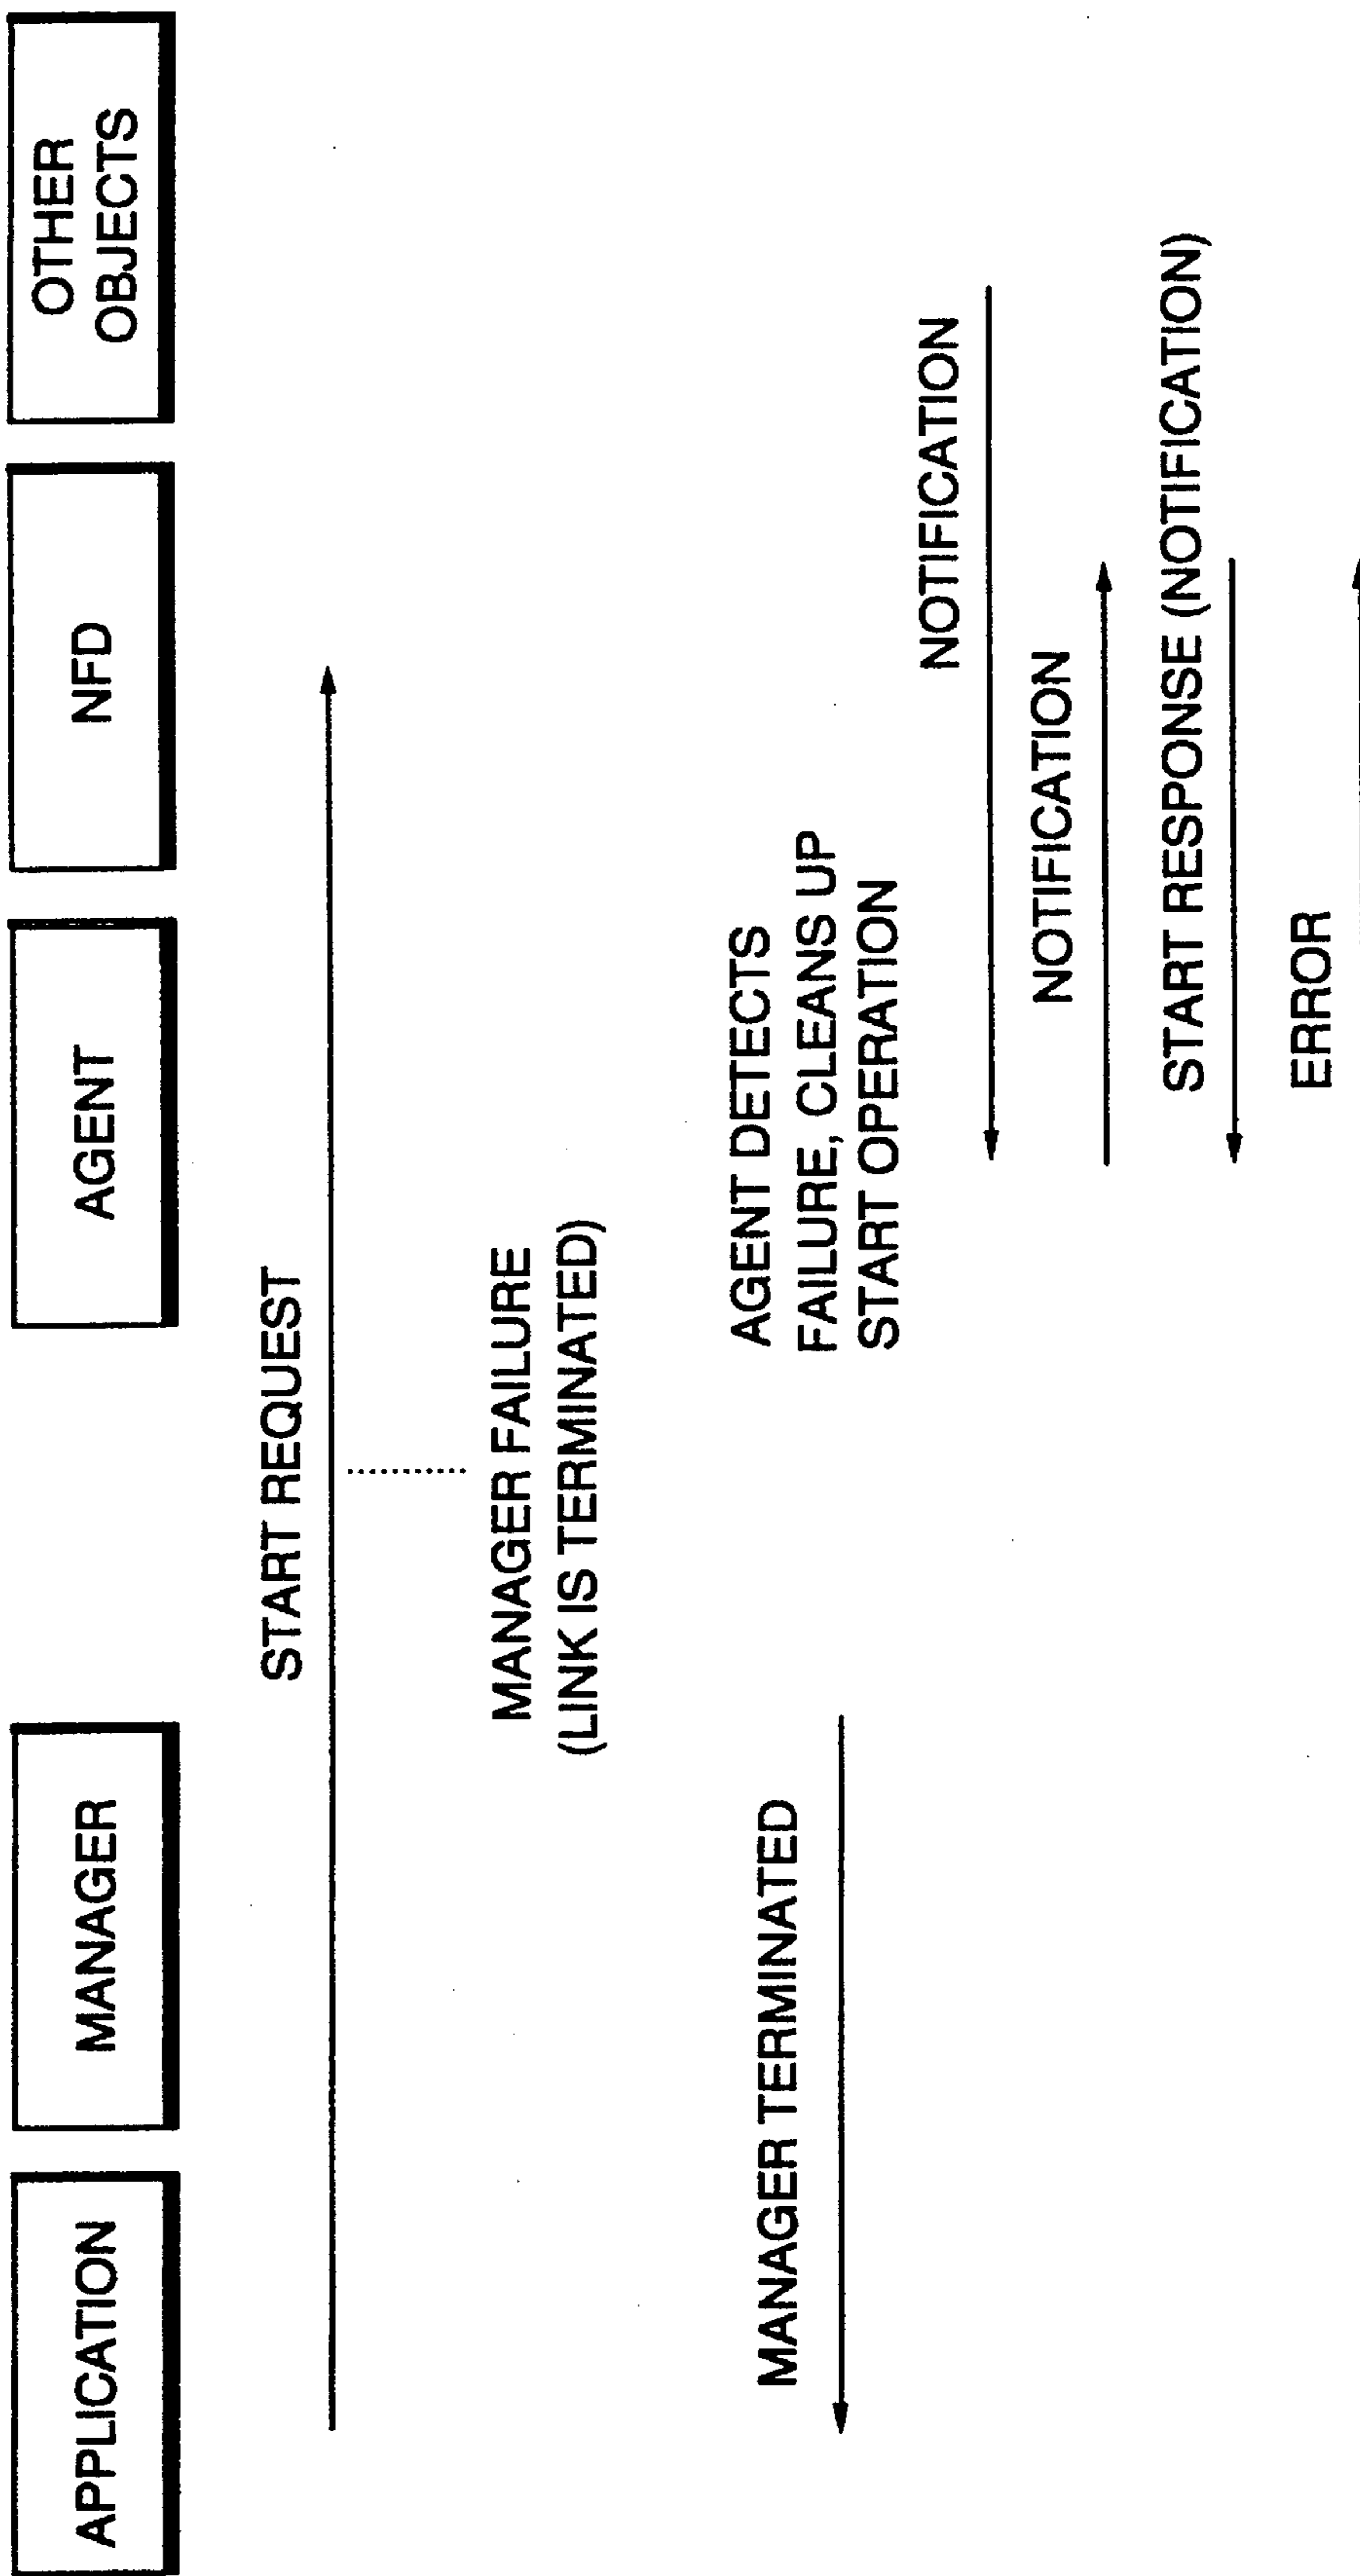 APPLICATION
MANAGER
AGENT
NFD
OTHER
OBJECTS
START REQUEST
MANAGER FAILURE
(LINK IS TERMINATED)
AGENT DETECTS
FAILURE, CLEANS UP
START OPERATION
MANAGER TERMINATED
NOTIFICATION
NOTIFICATION
START RESPONSE (NOTIFICATION)
ERROR